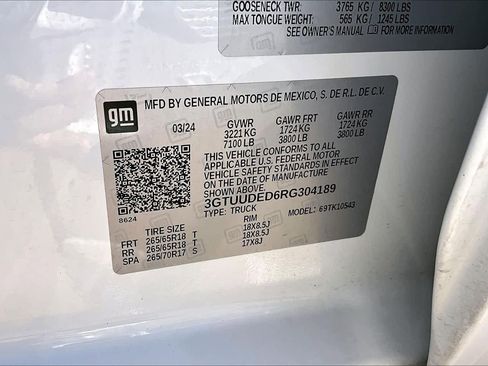 GOOSENECK TWR: 3765 KG / 8300 LBS
MAX TONGUE WEIGHT: 565 KG / 1245 LBS
SEE OWNER'S MANUAL FOR MORE INFORMATION
gm
MFD BY GENERAL MOTORS DE MEXICO, S. DE R.L. DE C.V.
03/24 GVWR GAWR FRT GAWR RR
3221 KG 1724 KG 1724 KG
7100 LB 3800 LB 3800 LB
THIS VEHICLE CONFORMS TO ALL
APPLICABLE U.S. FEDERAL MOTOR
VEHICLE SAFETY STANDARDS IN EFFECT
ON THE DATE OF MANUFACTURE SHOWN ABOVE.
3GTUUDED6RG304189
TYPE: TRUCK MODEL: 69TK10543
8624
TIRE SIZE RIM
FRT 265/65R18 T 18X8.5J
RR 265/65R18 T 18X8.5J
SPA 265/70R17 S 17X8J